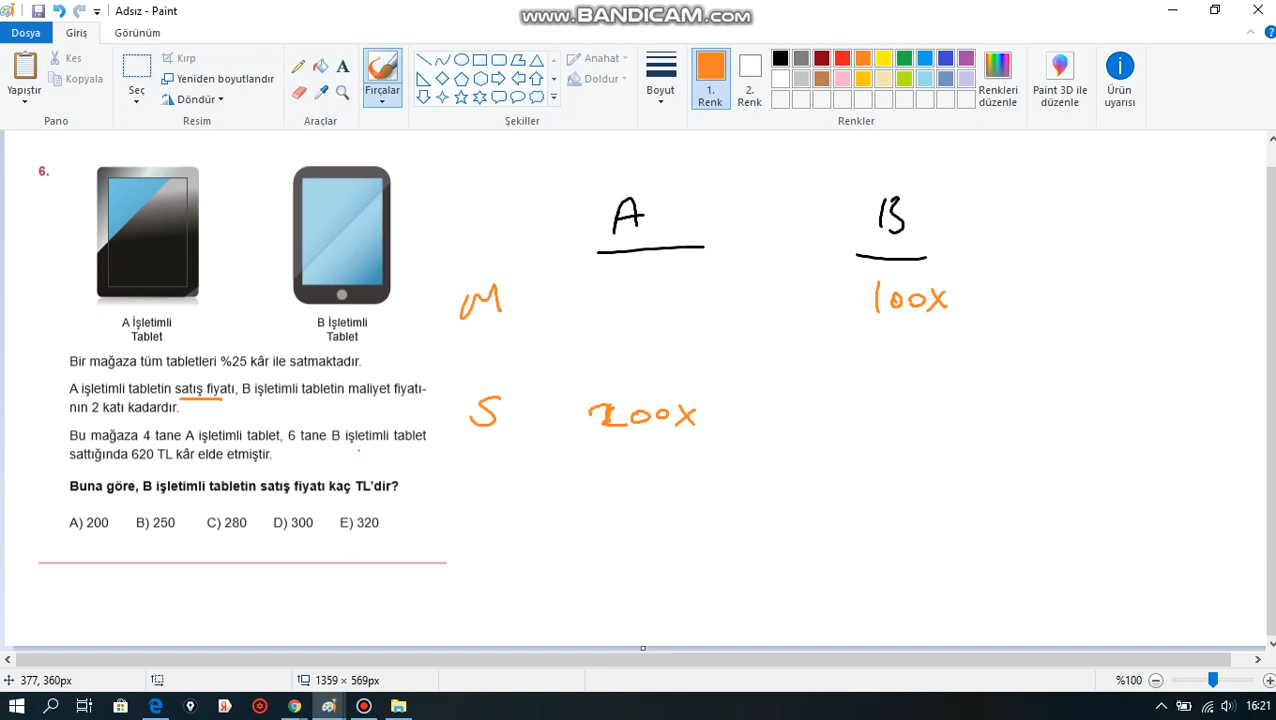 Adsız - Paint
www.BANDICAM.com
Dosya
Giriş
Görünüm
Yapıştır
Kes
Kopyala
Pano
Seç
Kırp
Yeniden boyutlandır
Döndür
Resim
A
Araçlar
Fırçalar
Anahat
Doldur
Şekiller
Boyut
1. Renk
2. Renk
Renkleri düzenle
Renkler
Paint 3D ile düzenle
Ürün uyarısı
6.
A İşletimli
Tablet
B İşletimli
Tablet
Bir mağaza tüm tabletleri %25 kâr ile satmaktadır.
A işletimli tabletin satış fiyatı, B işletimli tabletin maliyet fiyatı-
nın 2 katı kadardır.
Bu mağaza 4 tane A işletimli tablet, 6 tane B işletimli tablet
sattığında 620 TL kâr elde etmiştir.
Buna göre, B işletimli tabletin satış fiyatı kaç TL'dir?
A) 200 B) 250 C) 280 D) 300 E) 320
A B
M 100x
S 200x
377, 360px
1359 × 569px
%100
16:21